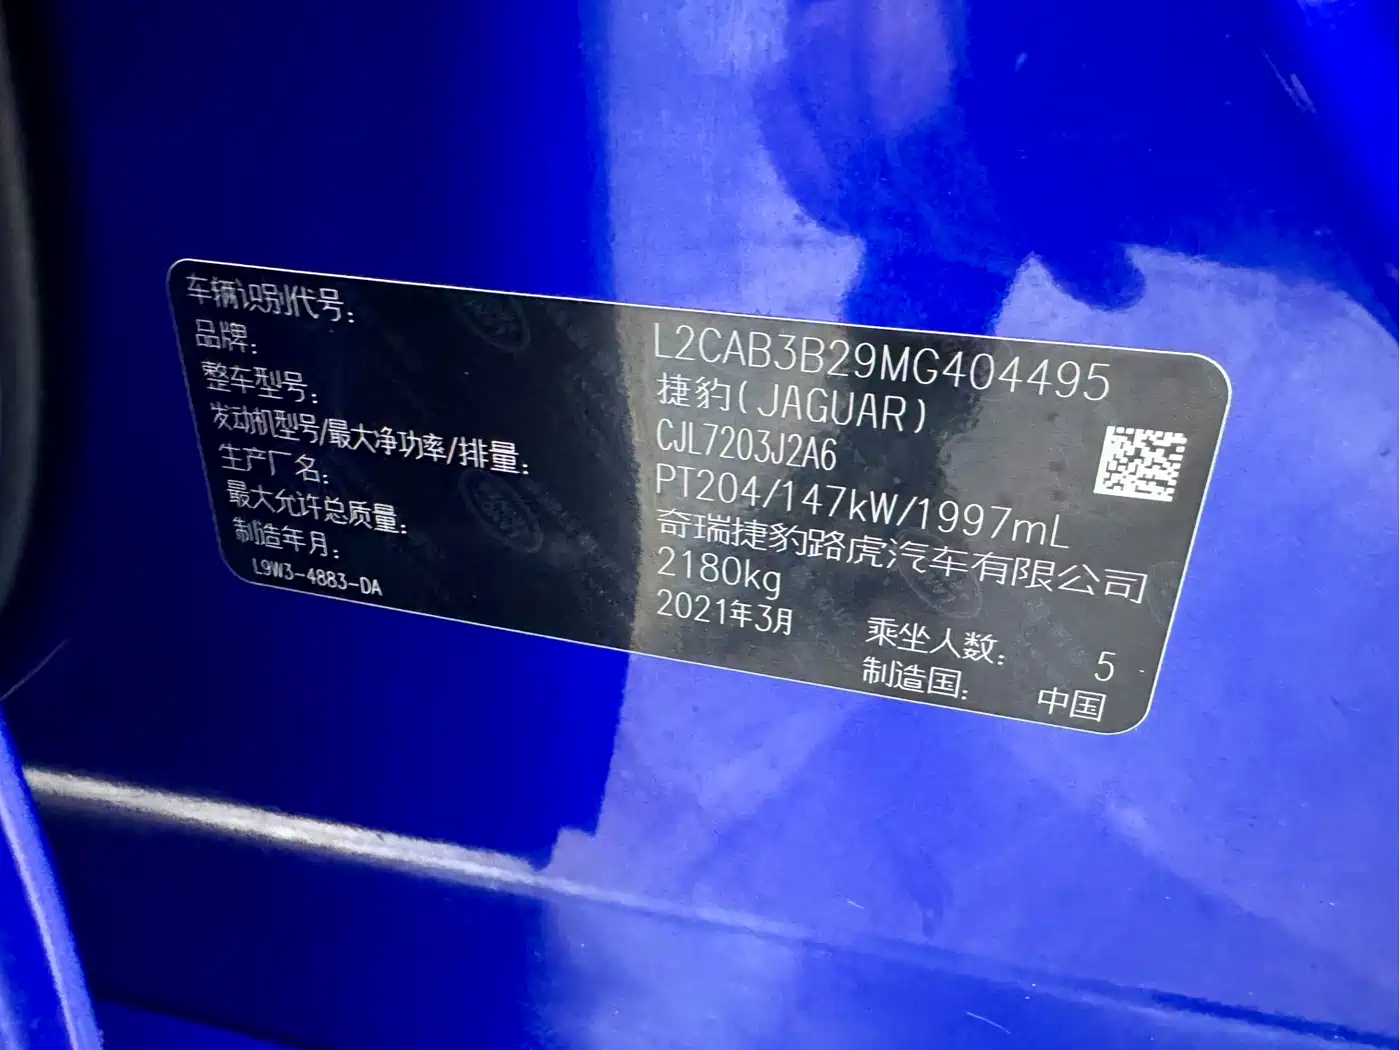 车辆识别代号: L2CAB3B29MG404495
品牌: 捷豹(JAGUAR)
整车型号: CJL7203J2A6
发动机型号/最大净功率/排量: PT204/147kW/1997mL
生产厂名: 奇瑞捷豹路虎汽车有限公司
最大允许总质量: 2180kg
制造年月: 2021年3月 乘坐人数: 5
L9W3-4883-DA 制造国: 中国